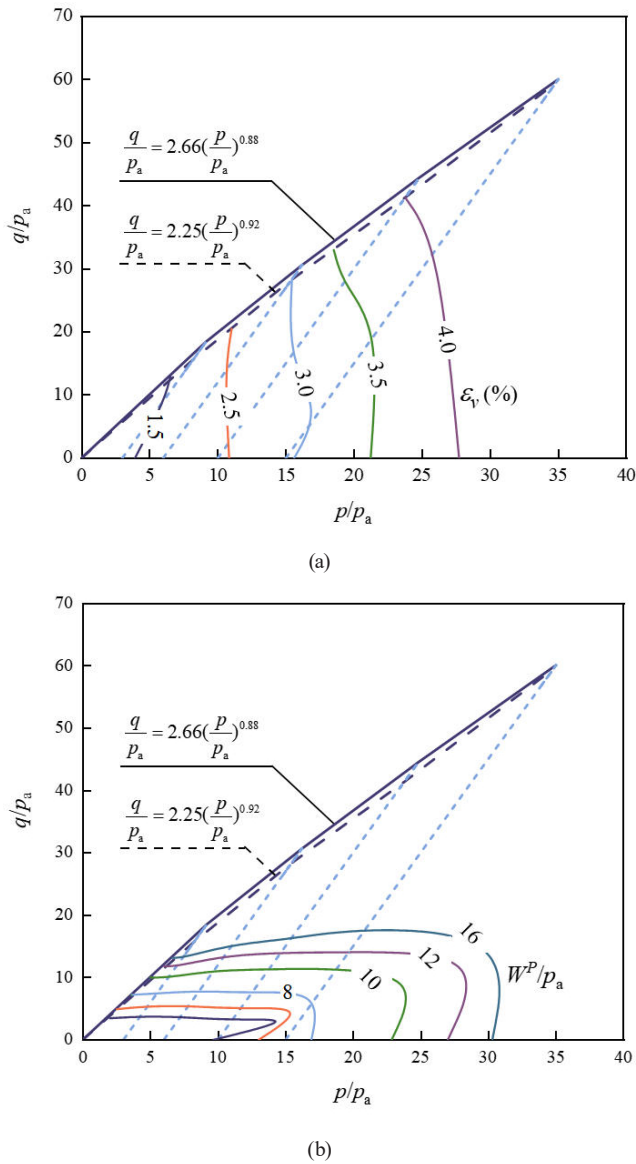 70
60
50
40
30
20
10
0
q/pₐ
q/pₐ = 2.66(p/pₐ)^0.88
q/pₐ = 2.25(p/pₐ)^0.92
1.5
2.5
3.0
3.5
4.0
εᵥ (%)
0 5 10 15 20 25 30 35 40
p/pₐ
(a)
70
60
50
40
30
20
10
0
q/pₐ
q/pₐ = 2.66(p/pₐ)^0.88
q/pₐ = 2.25(p/pₐ)^0.92
16
12
10
8
Wᴾ/pₐ
0 5 10 15 20 25 30 35 40
p/pₐ
(b)